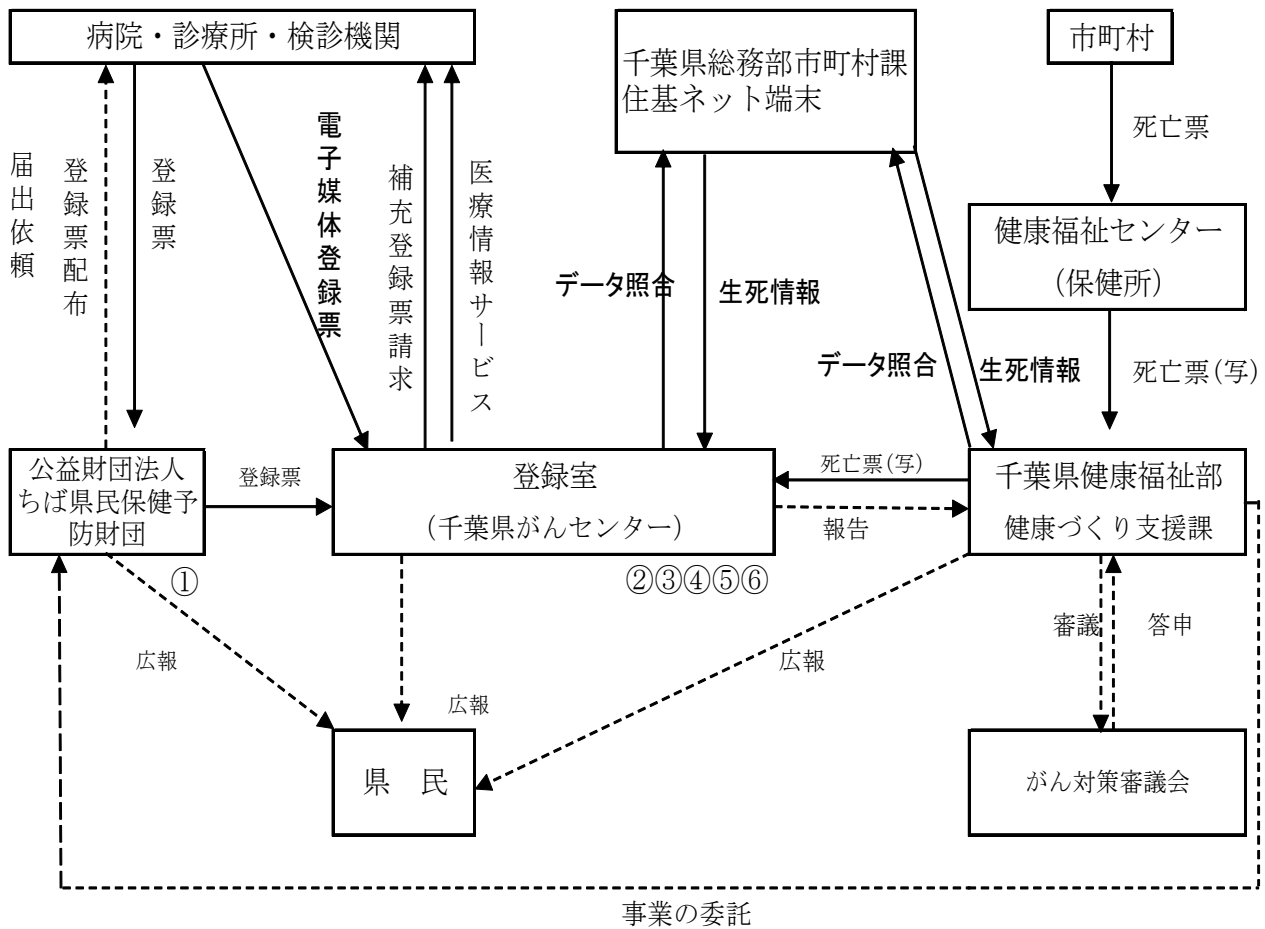 病院・診療所・検診機関
千葉県総務部市町村課
住基ネット端末
市町村
死亡票
届出依頼
登録票配布
登録票
電子媒体登録票
補充登録票請求
医療情報サービス
データ照合
生死情報
データ照合
生死情報
健康福祉センター
(保健所)
死亡票(写)
公益財団法人
ちば県民保健予
防財団
登録票
登録室
(千葉県がんセンター)
死亡票(写)
報告
千葉県健康福祉部
健康づくり支援課
①
②③④⑤⑥
広報
広報
広報
審議
答申
県 民
がん対策審議会
事業の委託